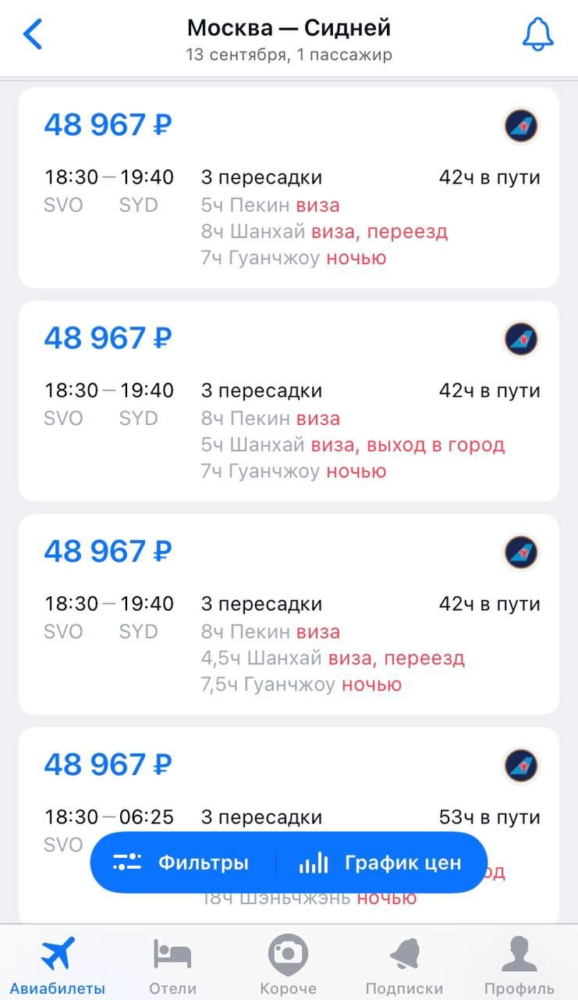 Москва — Сидней
13 сентября, 1 пассажир
48 967 ₽
18:30 — 19:40 3 пересадки 42ч в пути
SVO SYD 5ч Пекин виза
8ч Шанхай виза, переезд
7ч Гуанчжоу ночью
48 967 ₽
18:30 — 19:40 3 пересадки 42ч в пути
SVO SYD 8ч Пекин виза
5ч Шанхай виза, выход в город
7ч Гуанчжоу ночью
48 967 ₽
18:30 — 19:40 3 пересадки 42ч в пути
SVO SYD 8ч Пекин виза
4,5ч Шанхай виза, переезд
7,5ч Гуанчжоу ночью
48 967 ₽
18:30 — 06:25 3 пересадки 53ч в пути
SVO
Фильтры График цен
18ч Шэньчжэнь ночью
Авиабилеты Отели Короче Подписки Профиль